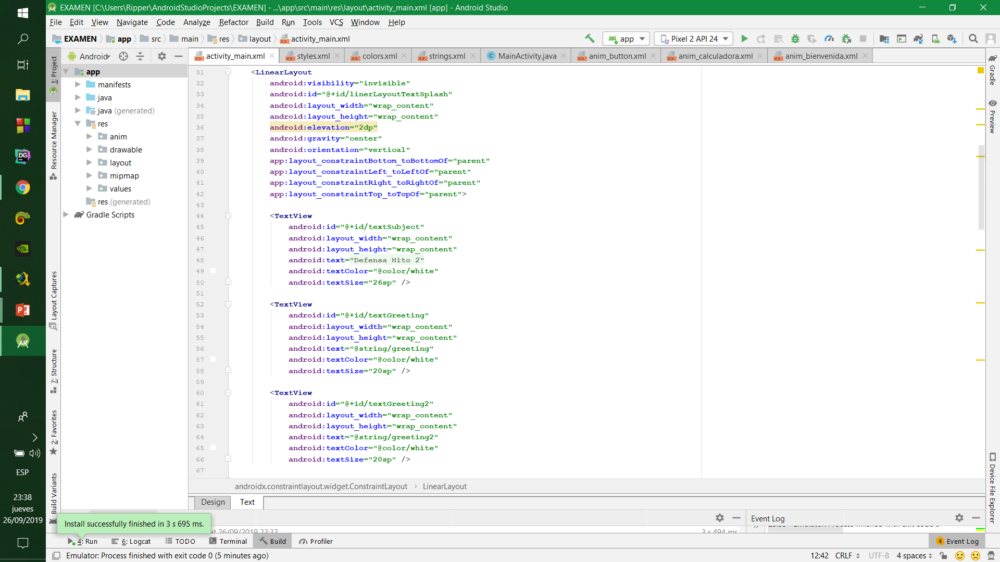 EXAMEN [C:\Users\Ripper\AndroidStudioProjects\EXAMEN] - ...\app\src\main\res\layout\activity_main.xml [app] - Android Studio
File Edit View Navigate Code Analyze Refactor Build Run Tools VCS Window Help
EXAMEN app src main res layout activity_main.xml app Pixel 2 API 24
Android activity_main.xml styles.xml colors.xml strings.xml MainActivity.java anim_button.xml anim_calculadora.xml anim_bienvenida.xml
1: Project
Resource Manager
Layout Captures
7: Structure
2: Favorites
Build Variants
app
manifests
java
java (generated)
res
anim
drawable
layout
mipmap
values
res (generated)
Gradle Scripts
31 <LinearLayout
32 android:visibility="invisible"
33 android:id="@+id/linerLayoutTextSplash"
34 android:layout_width="wrap_content"
35 android:layout_height="wrap_content"
36 android:elevation="2dp"
37 android:gravity="center"
38 android:orientation="vertical"
39 app:layout_constraintBottom_toBottomOf="parent"
40 app:layout_constraintLeft_toLeftOf="parent"
41 app:layout_constraintRight_toRightOf="parent"
42 app:layout_constraintTop_toTopOf="parent">
43
44 <TextView
45 android:id="@+id/textSubject"
46 android:layout_width="wrap_content"
47 android:layout_height="wrap_content"
48 android:text="Defensa Hito 2"
49 android:textColor="@color/white"
50 android:textSize="26sp" />
51
52 <TextView
53 android:id="@+id/textGreeting"
54 android:layout_width="wrap_content"
55 android:layout_height="wrap_content"
56 android:text="@string/greeting"
57 android:textColor="@color/white"
58 android:textSize="20sp" />
59
60 <TextView
61 android:id="@+id/textGreeting2"
62 android:layout_width="wrap_content"
63 android:layout_height="wrap_content"
64 android:text="@string/greeting2"
65 android:textColor="@color/white"
66 android:textSize="20sp" />
67
androidx.constraintlayout.widget.ConstraintLayout › LinearLayout
Design Text
Gradle
Preview
Device File Explorer
DG
ESP
23:38
jueves
26/09/2019
Install successfully finished in 3 s 695 ms.
Event Log
26/09/2019 23:33 3 s 494 ms
4: Run 6: Logcat TODO Terminal Build Profiler 4 Event Log
Emulator: Process finished with exit code 0 (5 minutes ago) 12:42 CRLF UTF-8 4 spaces